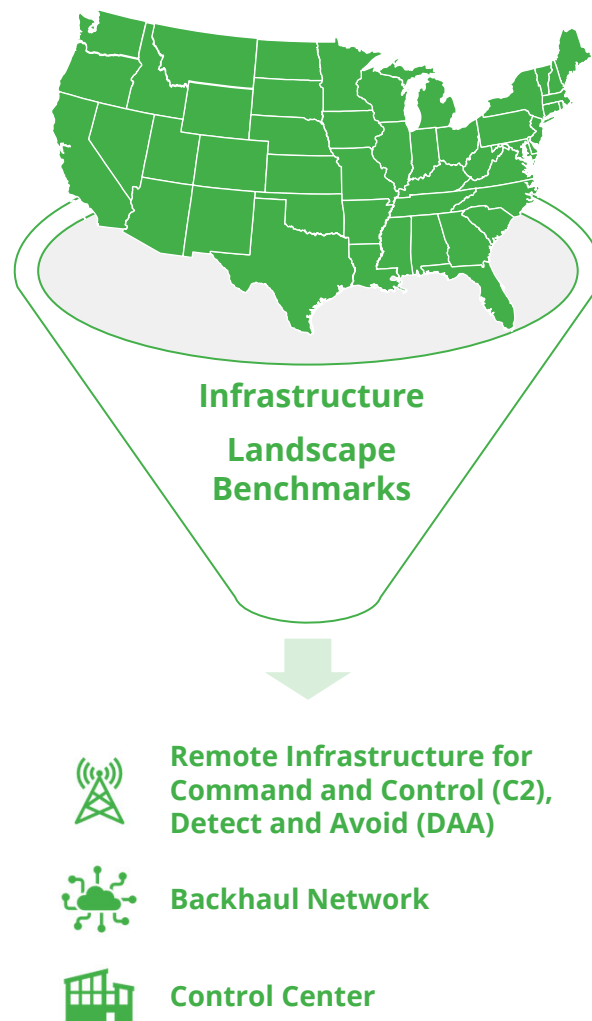 Infrastructure
Landscape
Benchmarks
Remote Infrastructure for
Command and Control (C2),
Detect and Avoid (DAA)
Backhaul Network
Control Center